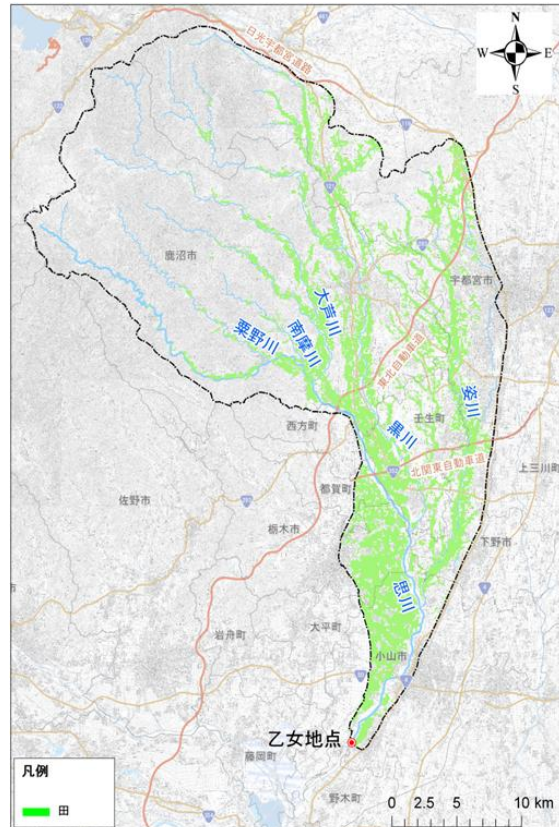 N
W E
S
日光宇都宮道路
鹿沼市
宇都宮市
大芦川
南摩川
粟野川
東北自動車道
姿川
西方町
黒川
壬生町
北関東自動車道
上三川町
都賀町
佐野市
栃木市
下野市
思川
大平町
岩舟町
小山市
乙女地点
藤岡町
野木町
凡例
田
0 2.5 5 10 km